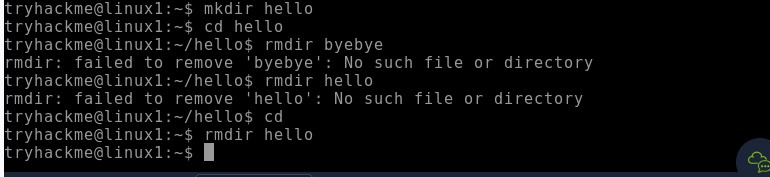 tryhackme@linux1:~$ mkdir hello
tryhackme@linux1:~$ cd hello
tryhackme@linux1:~/hello$ rmdir byebye
rmdir: failed to remove 'byebye': No such file or directory
tryhackme@linux1:~/hello$ rmdir hello
rmdir: failed to remove 'hello': No such file or directory
tryhackme@linux1:~/hello$ cd
tryhackme@linux1:~$ rmdir hello
tryhackme@linux1:~$